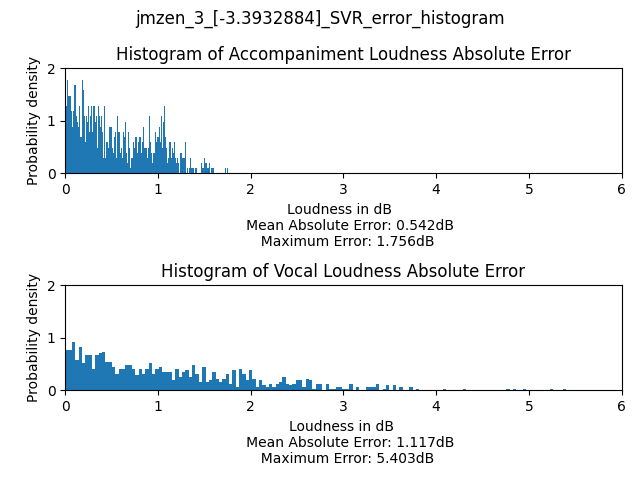 jmzen_3_[-3.3932884]_SVR_error_histogram
Histogram of Accompaniment Loudness Absolute Error
Probability density
2
1
0
0 1 2 3 4 5 6
Loudness in dB
Mean Absolute Error: 0.542dB
Maximum Error: 1.756dB
Histogram of Vocal Loudness Absolute Error
Probability density
2
1
0
0 1 2 3 4 5 6
Loudness in dB
Mean Absolute Error: 1.117dB
Maximum Error: 5.403dB